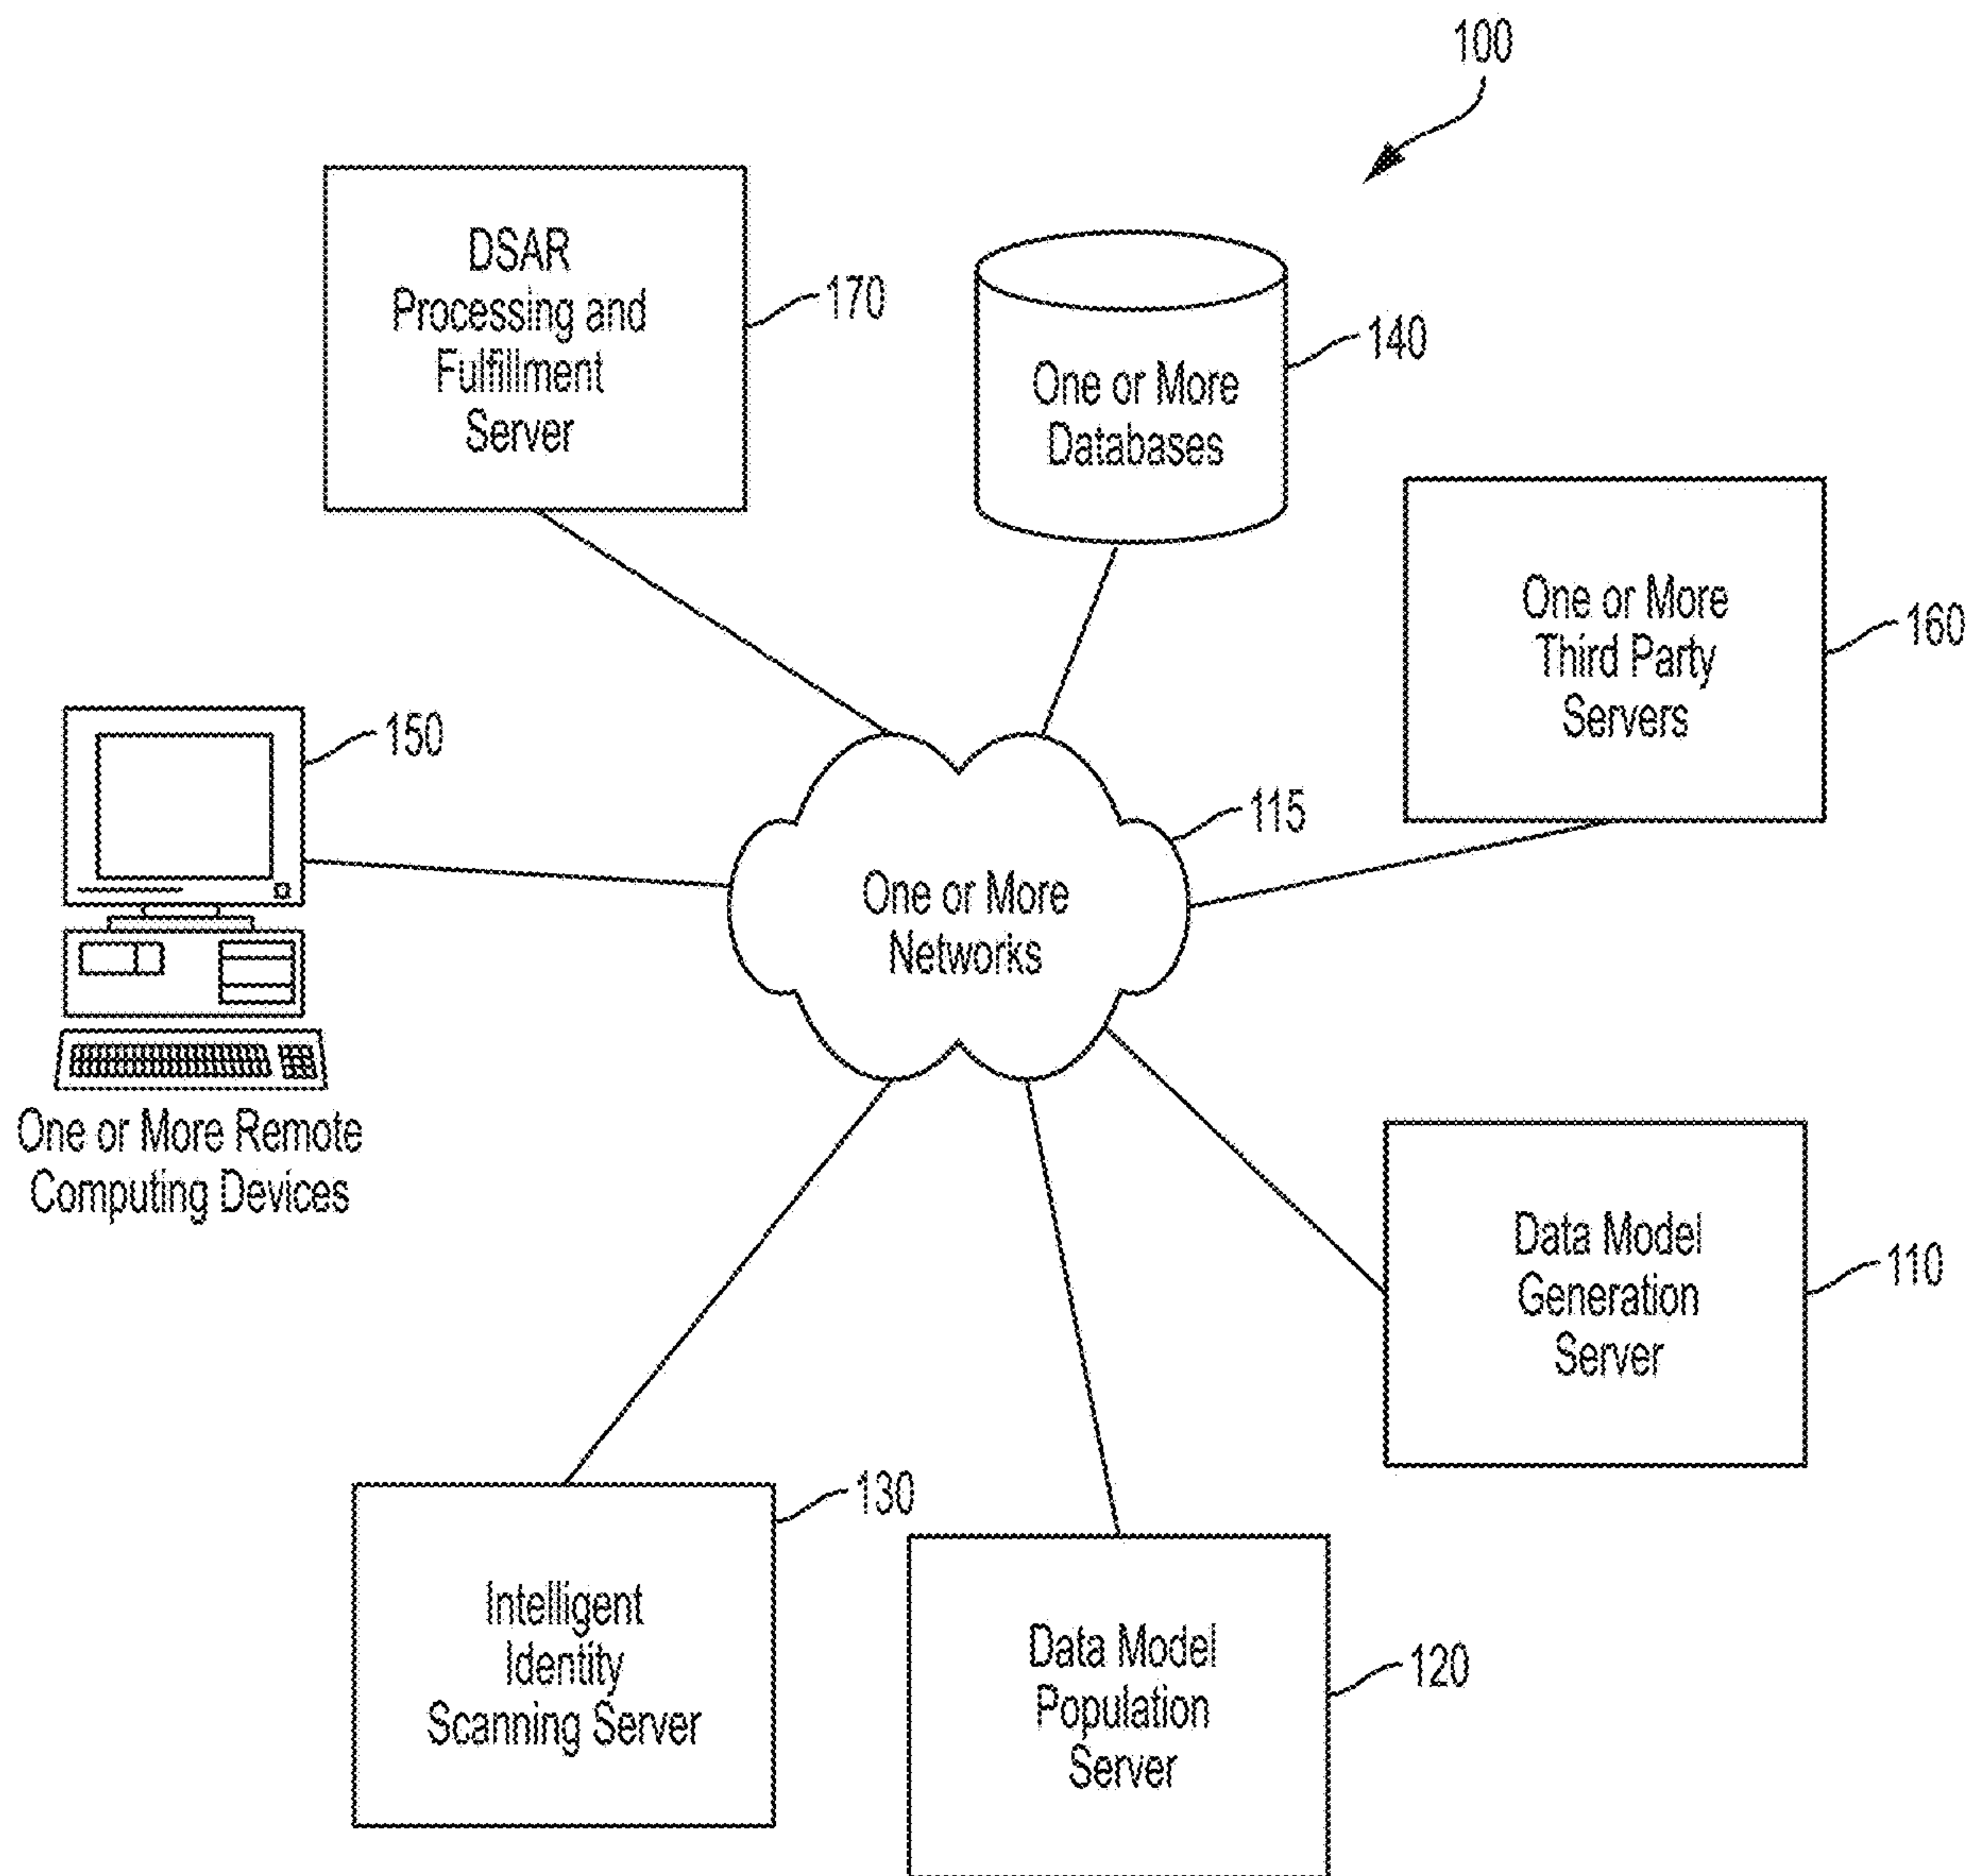 100
DSAR
Processing and
Fulfillment
Server
170
One or More
Databases
140
One or More
Third Party
Servers
160
150
One or More Remote
Computing Devices
115
One or More
Networks
Data Model
Generation
Server
110
130
Intelligent
Identity
Scanning Server
Data Model
Population
Server
120